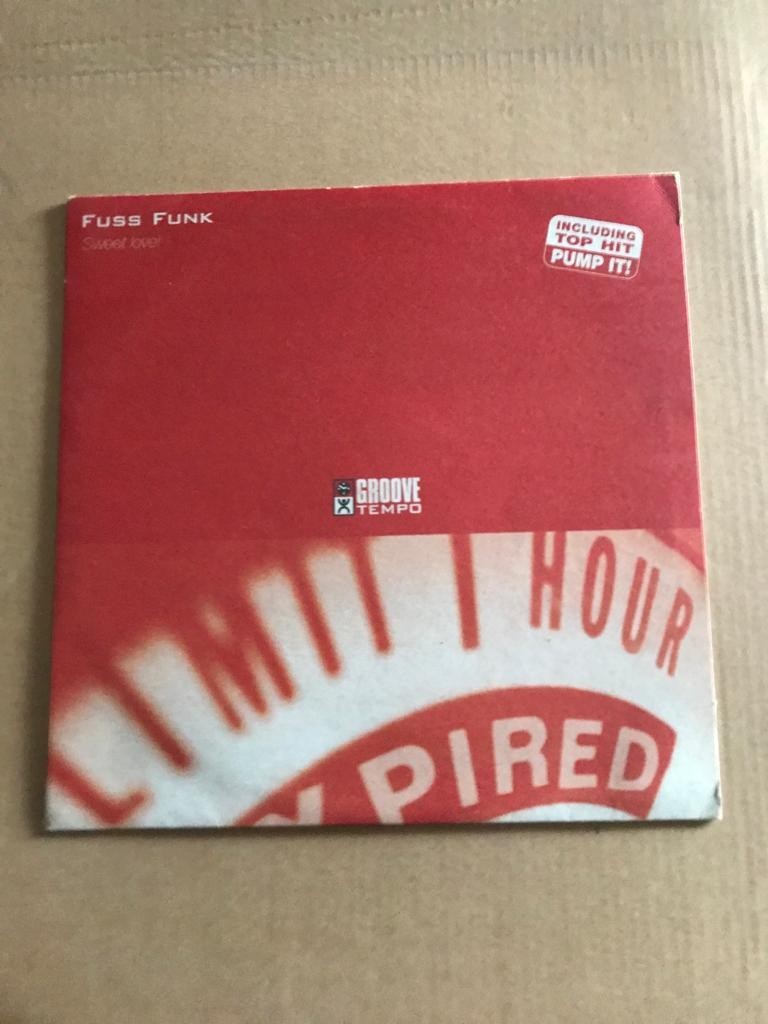 FUSS FUNK
Sweet love!
INCLUDING
TOP HIT
PUMP IT!
GROOVE
TEMPO
LIMIT 1 HOUR
PIRED